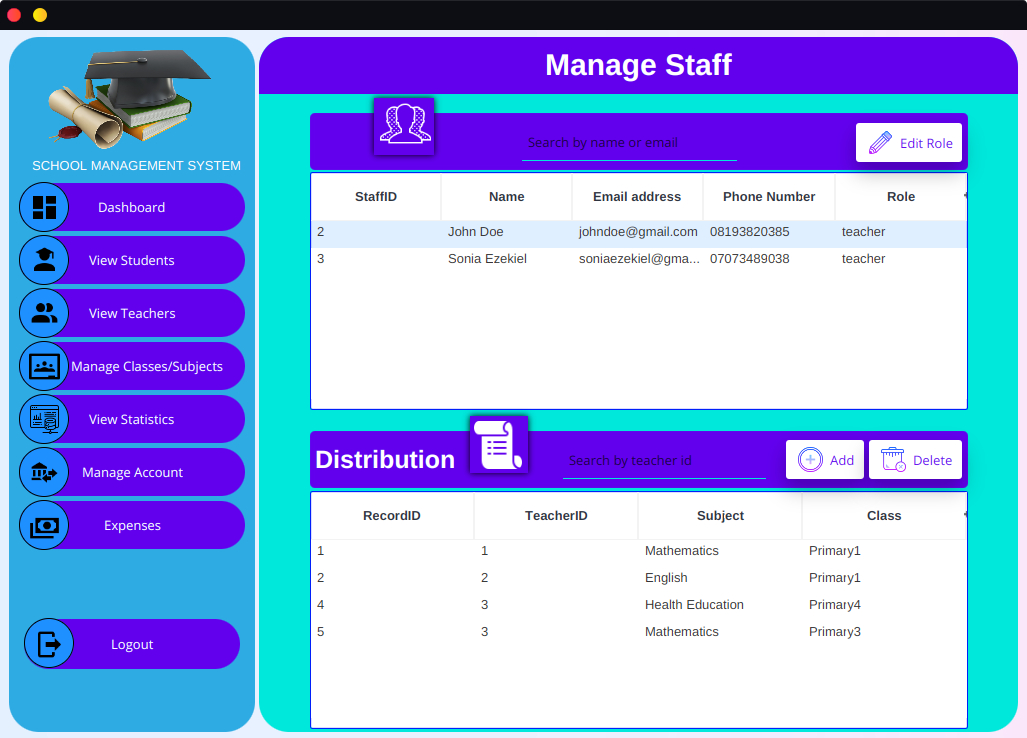 Manage Staff
SCHOOL MANAGEMENT SYSTEM
Dashboard
View Students
View Teachers
Manage Classes/Subjects
View Statistics
Manage Account
Expenses
Logout
Search by name or email
Edit Role
StaffID Name Email address Phone Number Role
2 John Doe johndoe@gmail.com 08193820385 teacher
3 Sonia Ezekiel soniaezekiel@gma... 07073489038 teacher
Distribution
Search by teacher id
Add
Delete
RecordID TeacherID Subject Class
1 1 Mathematics Primary1
2 2 English Primary1
4 3 Health Education Primary4
5 3 Mathematics Primary3